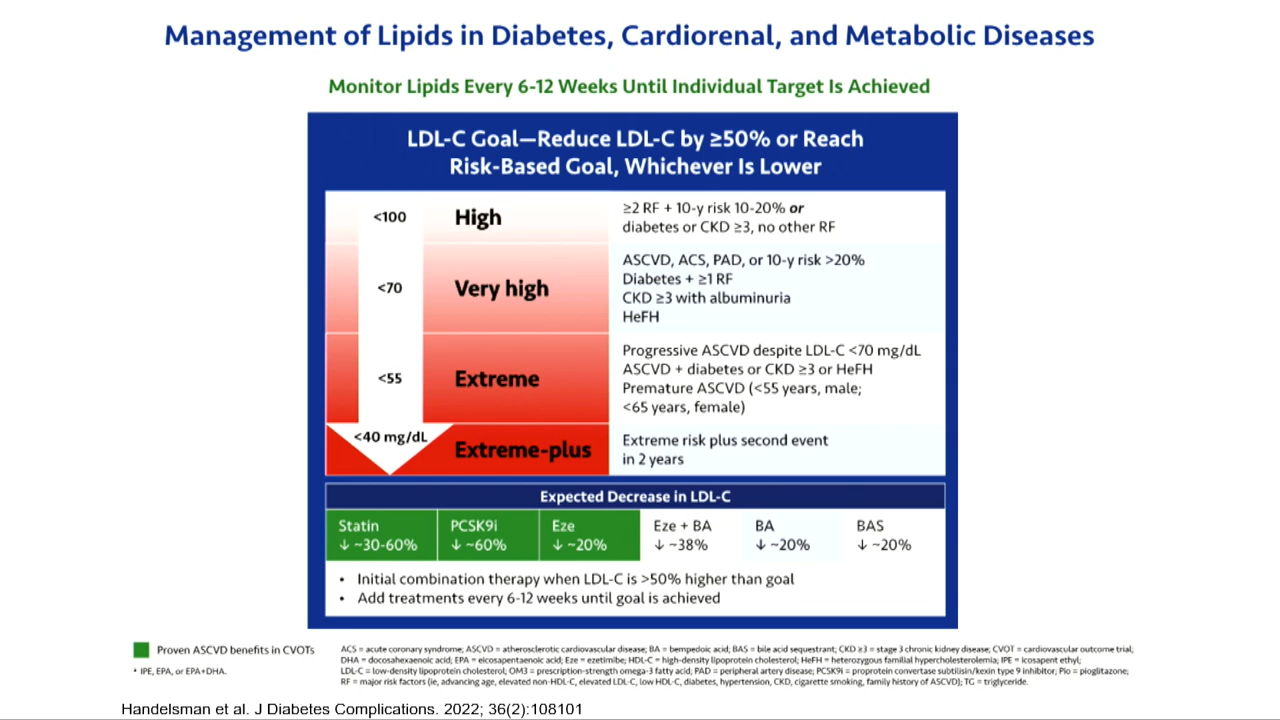 Management of Lipids in Diabetes, Cardiorenal, and Metabolic Diseases
Monitor Lipids Every 6-12 Weeks Until Individual Target Is Achieved
LDL-C Goal—Reduce LDL-C by ≥50% or Reach
Risk-Based Goal, Whichever Is Lower
<100
High
≥2 RF + 10-y risk 10-20% or
diabetes or CKD ≥3, no other RF
<70
Very high
ASCVD, ACS, PAD, or 10-y risk >20%
Diabetes + ≥1 RF
CKD ≥3 with albuminuria
HeFH
<55
Extreme
Progressive ASCVD despite LDL-C <70 mg/dL
ASCVD + diabetes or CKD ≥3 or HeFH
Premature ASCVD (<55 years, male;
<65 years, female)
<40 mg/dL
Extreme-plus
Extreme risk plus second event
in 2 years
Expected Decrease in LDL-C
Statin
↓ ~30-60%
PCSK9i
↓ ~60%
Eze
↓ ~20%
Eze + BA
↓ ~38%
BA
↓ ~20%
BAS
↓ ~20%
• Initial combination therapy when LDL-C is >50% higher than goal
• Add treatments every 6-12 weeks until goal is achieved
Proven ASCVD benefits in CVOTs
* IPE, EPA, or EPA+DHA.
ACS = acute coronary syndrome; ASCVD = atherosclerotic cardiovascular disease; BA = bempedoic acid; BAS = bile acid sequestrant; CKD ≥3 = stage 3 chronic kidney disease; CVOT = cardiovascular outcome trial;
DHA = docosahexaenoic acid; EPA = eicosapentaenoic acid; Eze = ezetimibe; HDL-C = high-density lipoprotein cholesterol; HeFH = heterozygous familial hypercholesterolemia; IPE = icosapent ethyl;
LDL-C = low-density lipoprotein cholesterol; OM3 = prescription-strength omega-3 fatty acid; PAD = peripheral artery disease; PCSK9i = proprotein convertase subtilisin/kexin type 9 inhibitor; Pio = pioglitazone;
RF = major risk factors (ie, advancing age, elevated non-HDL-C, elevated LDL-C, low HDL-C, diabetes, hypertension, CKD, cigarette smoking, family history of ASCVD); TG = triglyceride.
Handelsman et al. J Diabetes Complications. 2022; 36(2):108101